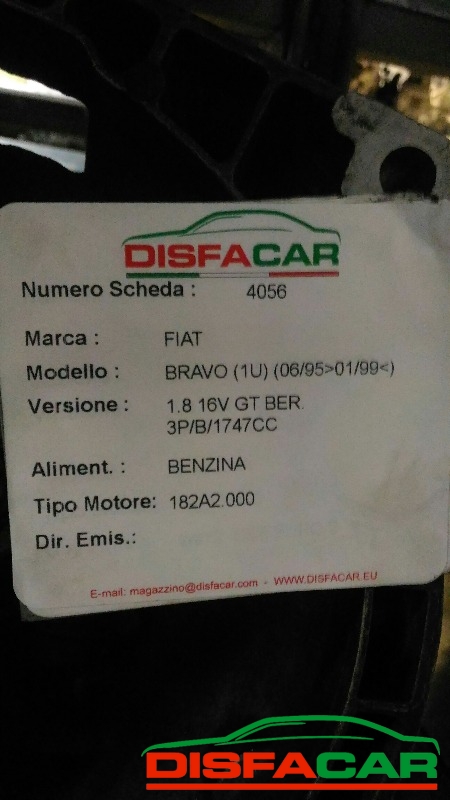 DISFACAR
Numero Scheda : 4056
Marca : FIAT
Modello : BRAVO (1U) (06/95>01/99<)
Versione : 1.8 16V GT BER.
3P/B/1747CC
Aliment. : BENZINA
Tipo Motore: 182A2.000
Dir. Emis.:
E-mail: magazzino@disfacar.com - WWW.DISFACAR.EU
DISFACAR